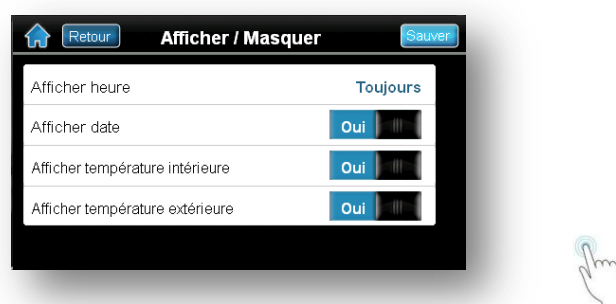 Retour Afficher / Masquer Sauver
Afficher heure Toujours
Afficher date Oui
Afficher température intérieure Oui
Afficher température extérieure Oui